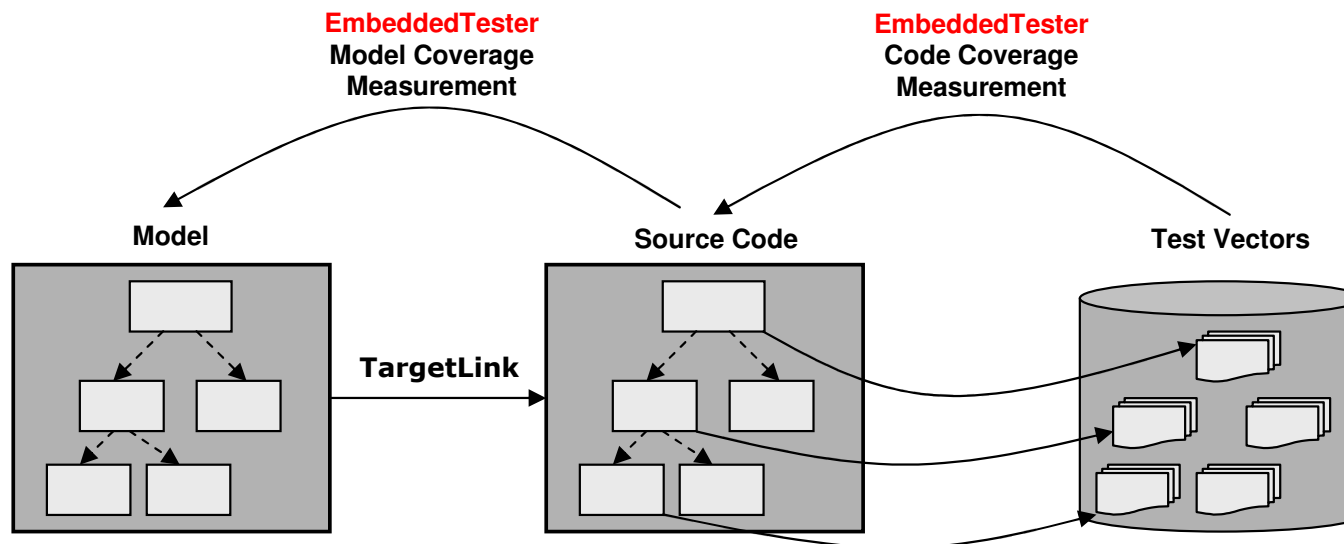 EmbeddedTester
Model Coverage
Measurement
EmbeddedTester
Code Coverage
Measurement
Model
Source Code
Test Vectors
TargetLink